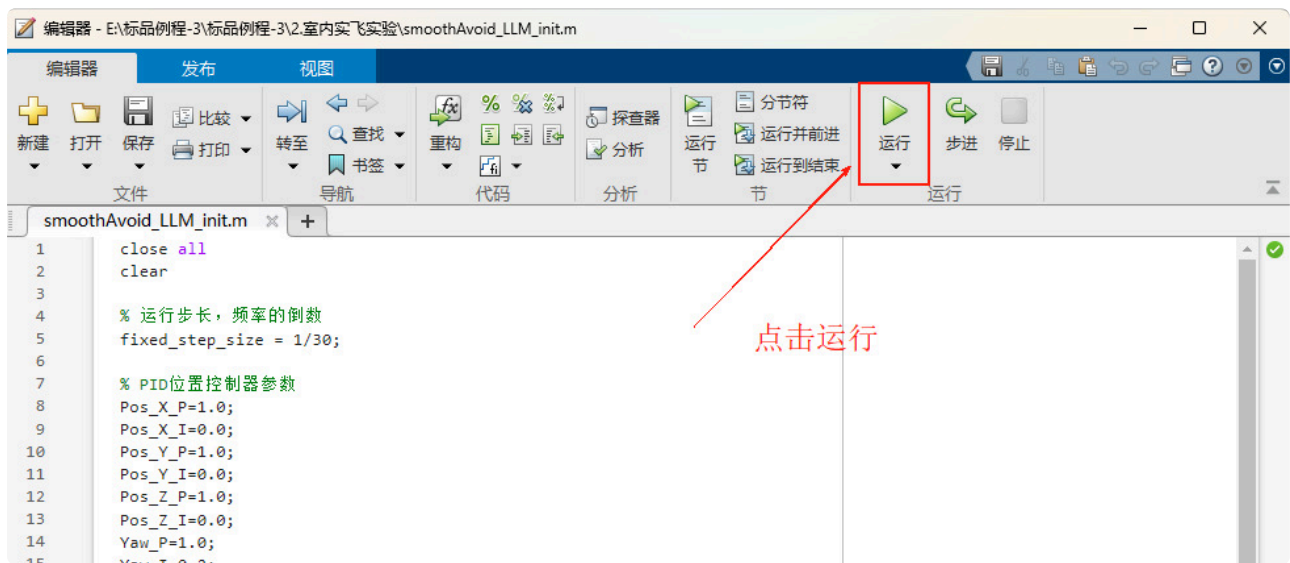 编辑器 - E:\标品例程-3\标品例程-3\2.室内实飞实验\smoothAvoid_LLM_init.m
编辑器 发布 视图
新建 打开 保存 比较 打印 转至 查找 书签 重构 探查器 分析 运行节 分节符 运行并前进 运行到结束 运行 步进 停止
文件 导航 代码 分析 节 运行
smoothAvoid_LLM_init.m
1 close all
2 clear
3
4 % 运行步长，频率的倒数
5 fixed_step_size = 1/30;
6
7 % PID位置控制器参数
8 Pos_X_P=1.0;
9 Pos_X_I=0.0;
10 Pos_Y_P=1.0;
11 Pos_Y_I=0.0;
12 Pos_Z_P=1.0;
13 Pos_Z_I=0.0;
14 Yaw_P=1.0;
点击运行